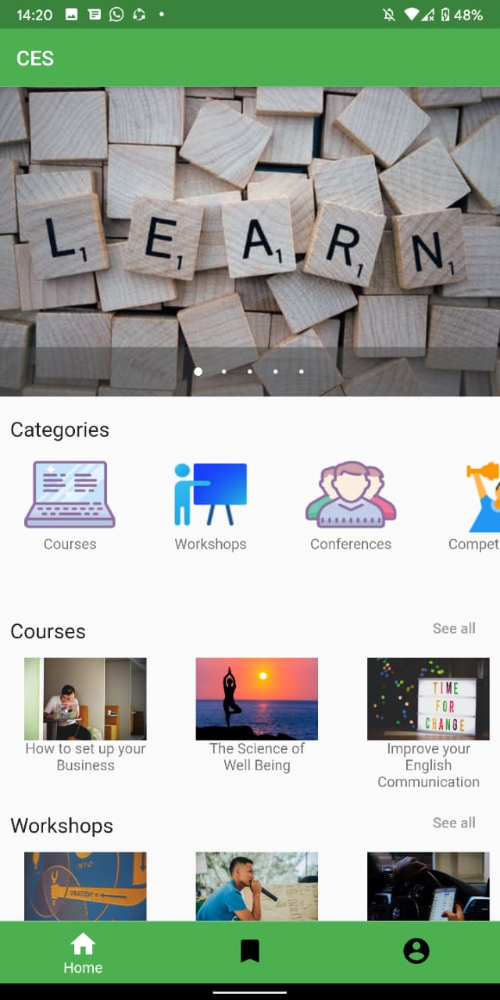 14:20
48%
CES
L1 E1 A1 R1 N1
Categories
Courses
Workshops
Conferences
Compet
Courses
See all
TIME
FOR
CHANGE
How to set up your
Business
The Science of
Well Being
Improve your
English
Communication
Workshops
See all
INFO
STRATEGY
Home